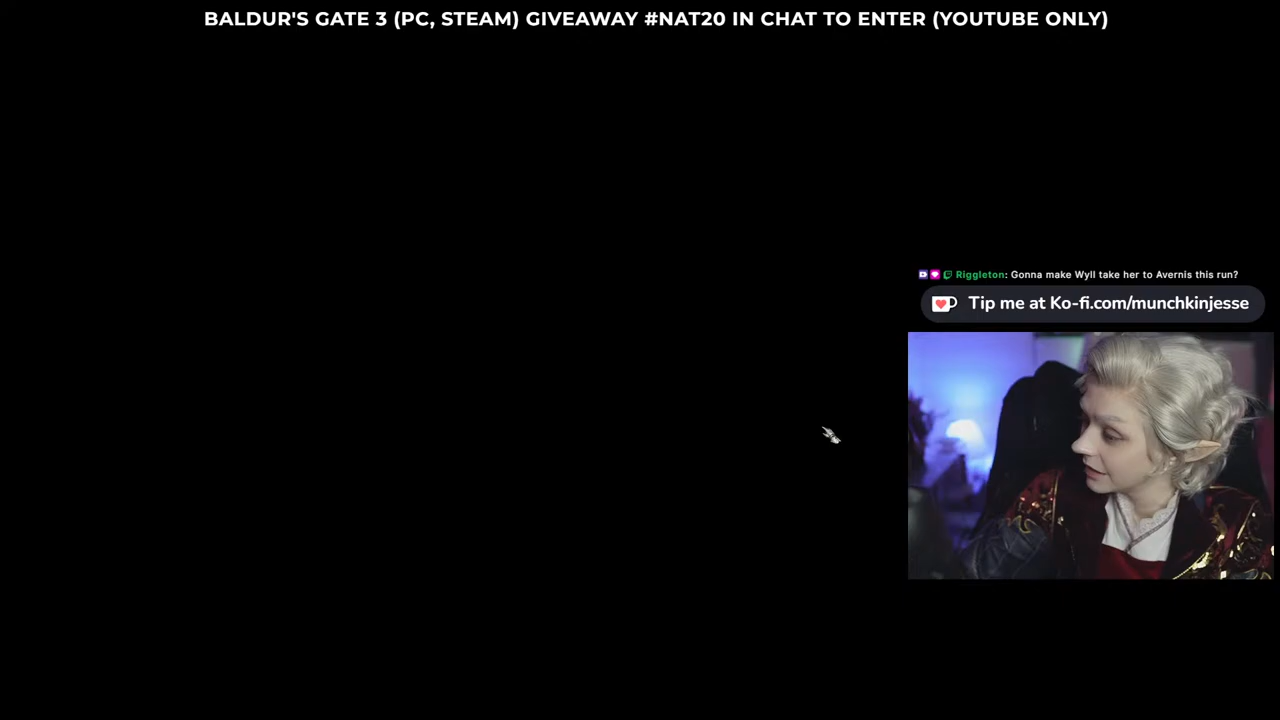 BALDUR'S GATE 3 (PC, STEAM) GIVEAWAY #NAT20 IN CHAT TO ENTER (YOUTUBE ONLY)
Riggleton: Gonna make Wyll take her to Avernis this run?
Tip me at Ko-fi.com/munchkinjesse